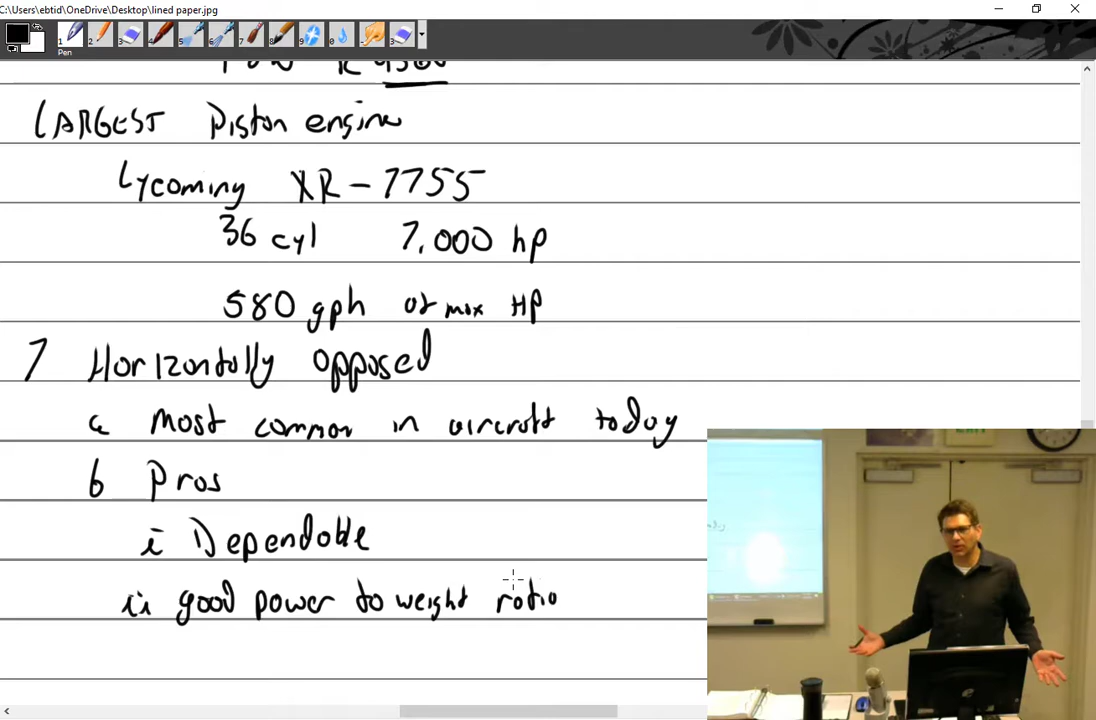 C:\Users\ebtid\OneDrive\Desktop\lined paper.jpg
Pen
LARGEST Piston engine
Lycoming XR-7755
36 cyl 7,000 hp
580 gph at max HP
7 Horizontally opposed
a most common in aircraft today
b Pros
i Dependable
ii good power to weight ratio